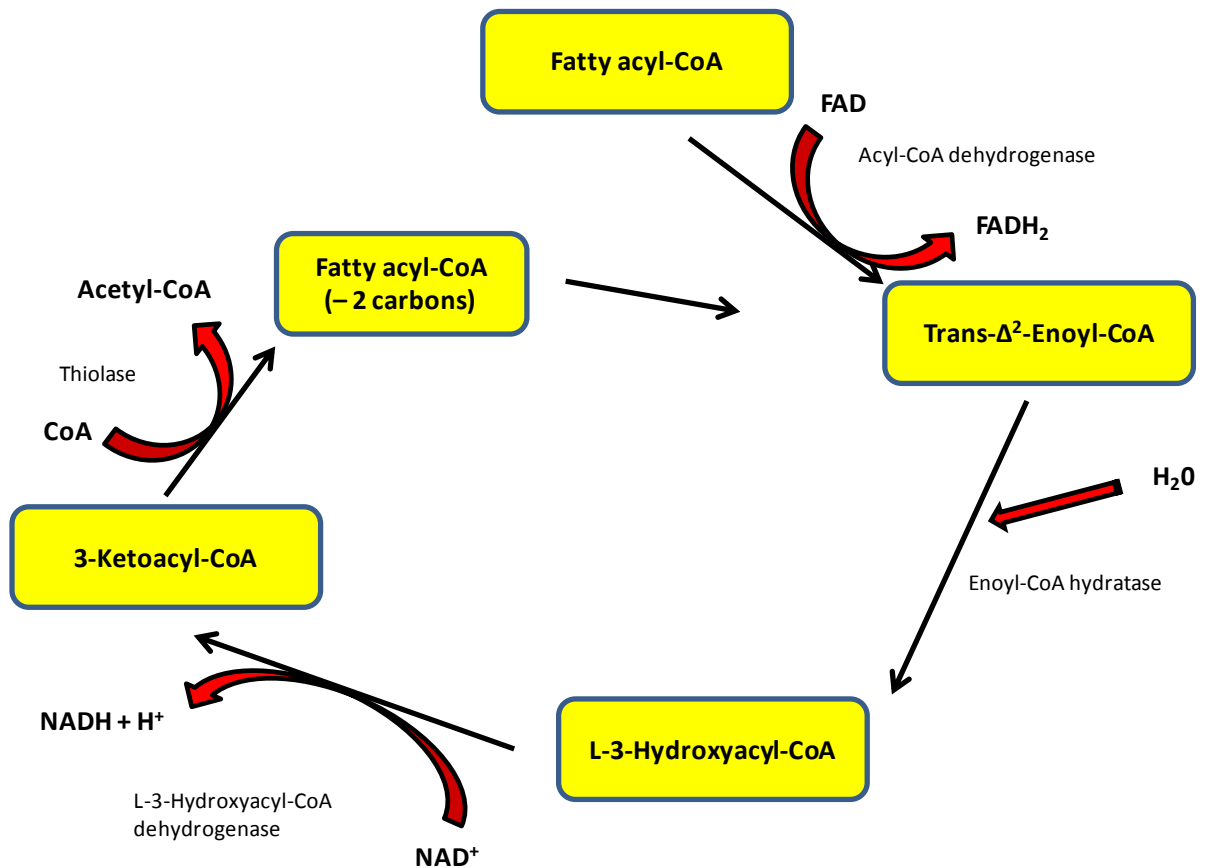 Fatty acyl-CoA
FAD
Acyl-CoA dehydrogenase
FADH₂
Fatty acyl-CoA
(– 2 carbons)
Acetyl-CoA
Trans-Δ²-Enoyl-CoA
Thiolase
CoA
H₂0
3-Ketoacyl-CoA
Enoyl-CoA hydratase
NADH + H⁺
L-3-Hydroxyacyl-CoA
L-3-Hydroxyacyl-CoA
dehydrogenase
NAD⁺